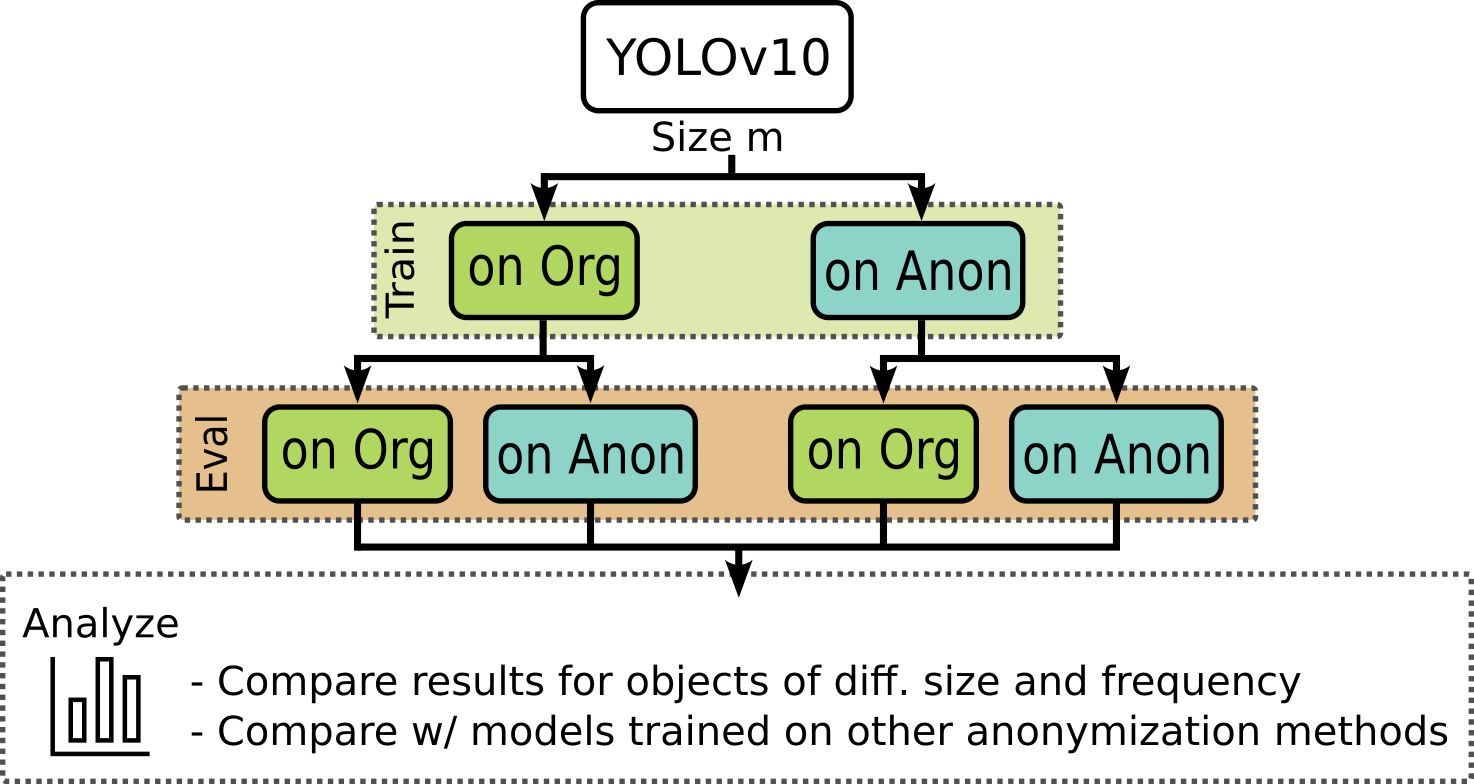 YOLOv10
Size m
Train
on Org
on Anon
Eval
on Org
on Anon
on Org
on Anon
Analyze
- Compare results for objects of diff. size and frequency
- Compare w/ models trained on other anonymization methods